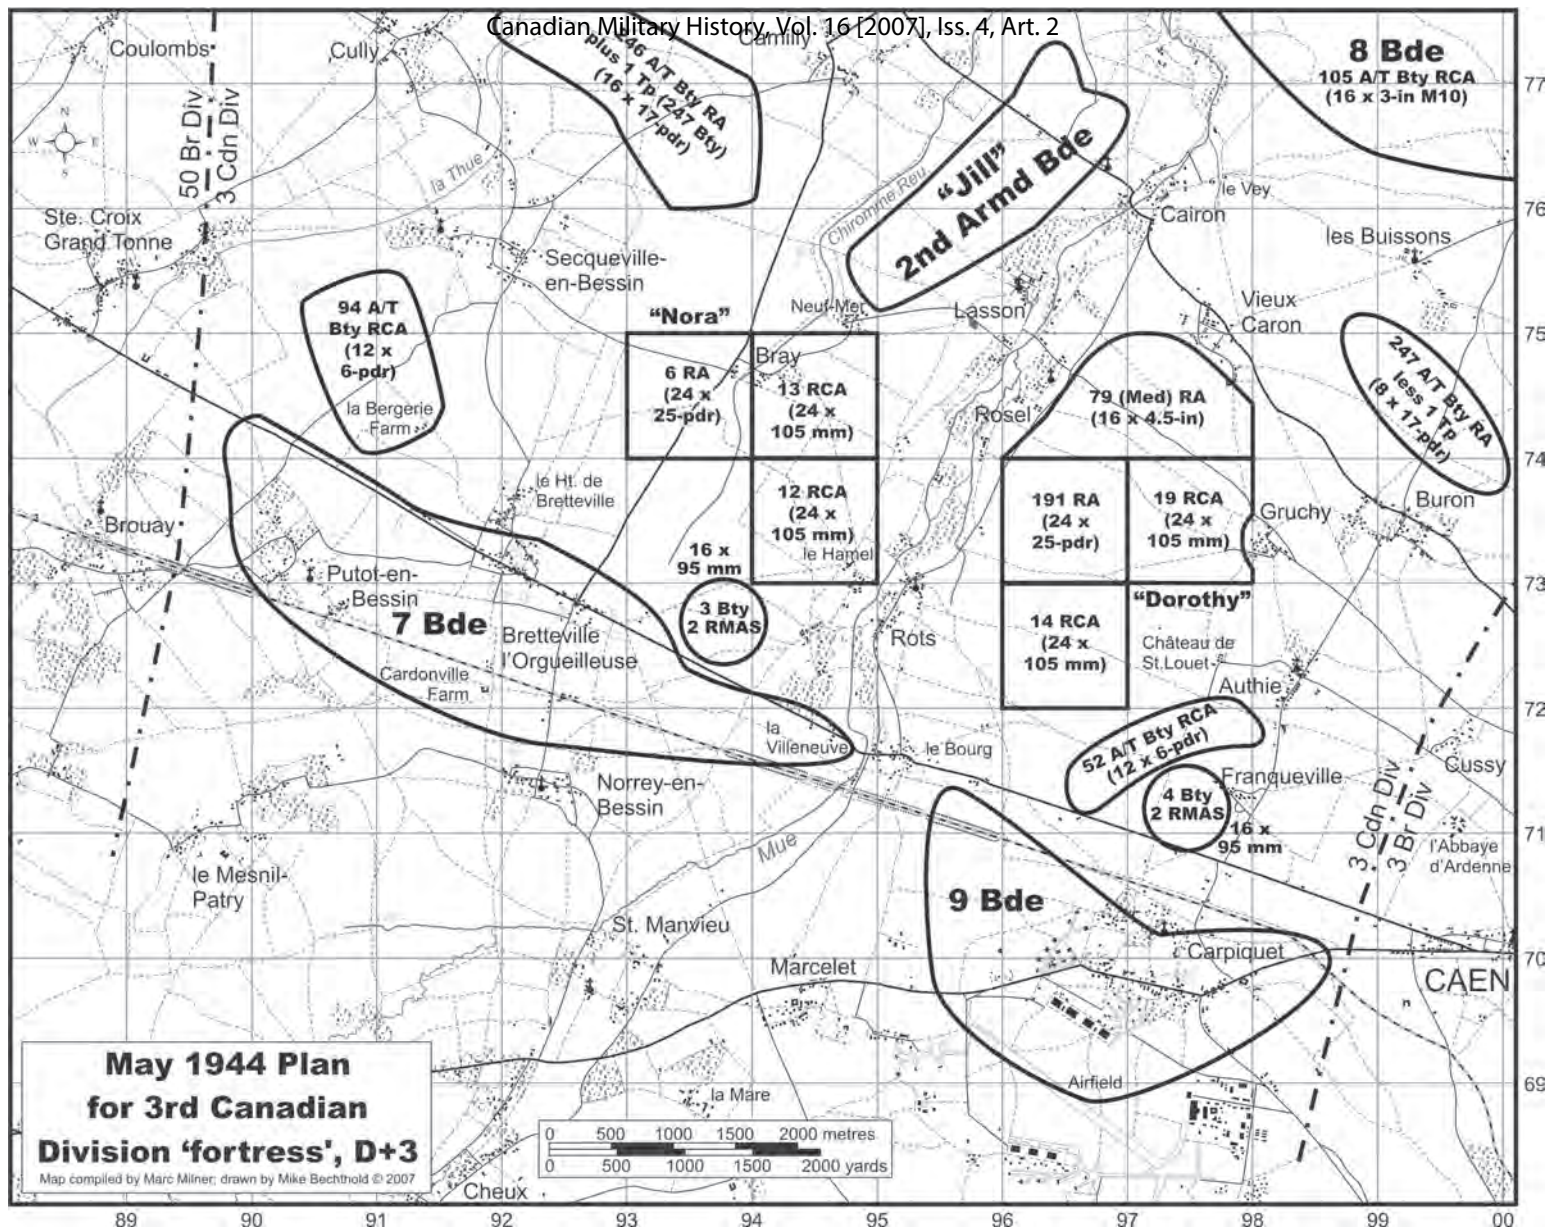 Canadian Military History, Vol. 16 [2007], Iss. 4, Art. 2
Coulombs
Cully
Camilly
246 A/T Bty RA
plus 1 Tp (247 Bty)
(16 x 17-pdr)
8 Bde
105 A/T Bty RCA
(16 x 3-in M10)
77
N
W
E
S
50 Br Div
3 Cdn Div
la Thue
Chiromme Reu
"Jill"
2nd Armd Bde
le Vey
76
Cairon
Ste. Croix
Grand Tonne
Secqueville-
en-Bessin
les Buissons
94 A/T
Bty RCA
(12 x
6-pdr)
la Bergerie
Farm
"Nora"
Neuf-Mer
Lasson
Vieux
Caron
75
6 RA
(24 x
25-pdr)
Bray
13 RCA
(24 x
105 mm)
Rosel
79 (Med) RA
(16 x 4.5-in)
247 A/T Bty RA
less 1 Tp
(8 x 17-pdr)
74
le Ht. de
Bretteville
12 RCA
(24 x
105 mm)
le Hamel
191 RA
(24 x
25-pdr)
19 RCA
(24 x
105 mm)
Gruchy
Buron
Brouay
16 x
95 mm
73
Putot-en-
Bessin
7 Bde
3 Bty
2 RMAS
Bretteville
l'Orgueilleuse
Rots
14 RCA
(24 x
105 mm)
"Dorothy"
Château de
St.Louet
Cardonville
Farm
Authie
72
la
Villeneuve
le Bourg
52 A/T Bty RCA
(12 x 6-pdr)
Cussy
Norrey-en-
Bessin
Franqueville
4 Bty
2 RMAS
16 x
95 mm
3 Cdn Div
3 Br Div
71
l'Abbaye
d'Ardenne
Mue
le Mesnil-
Patry
9 Bde
St. Manvieu
Carpiquet
Marcelet
70
CAEN
May 1944 Plan
for 3rd Canadian
Division 'fortress', D+3
Map compiled by Marc Milner; drawn by Mike Bechthold © 2007
Airfield
69
la Mare
0 500 1000 1500 2000 metres
0 500 1000 1500 2000 yards
Cheux
89 90 91 92 93 94 95 96 97 98 99 00